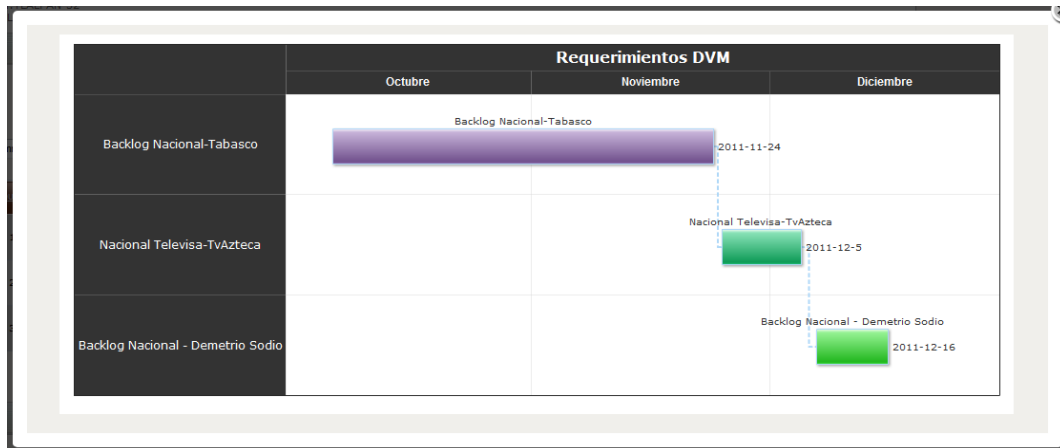 Requerimientos DVM
Octubre Noviembre Diciembre
Backlog Nacional-Tabasco
Backlog Nacional-Tabasco
2011-11-24
Nacional Televisa-TvAzteca
Nacional Televisa-TvAzteca
2011-12-5
Backlog Nacional - Demetrio Sodio
Backlog Nacional - Demetrio Sodio
2011-12-16